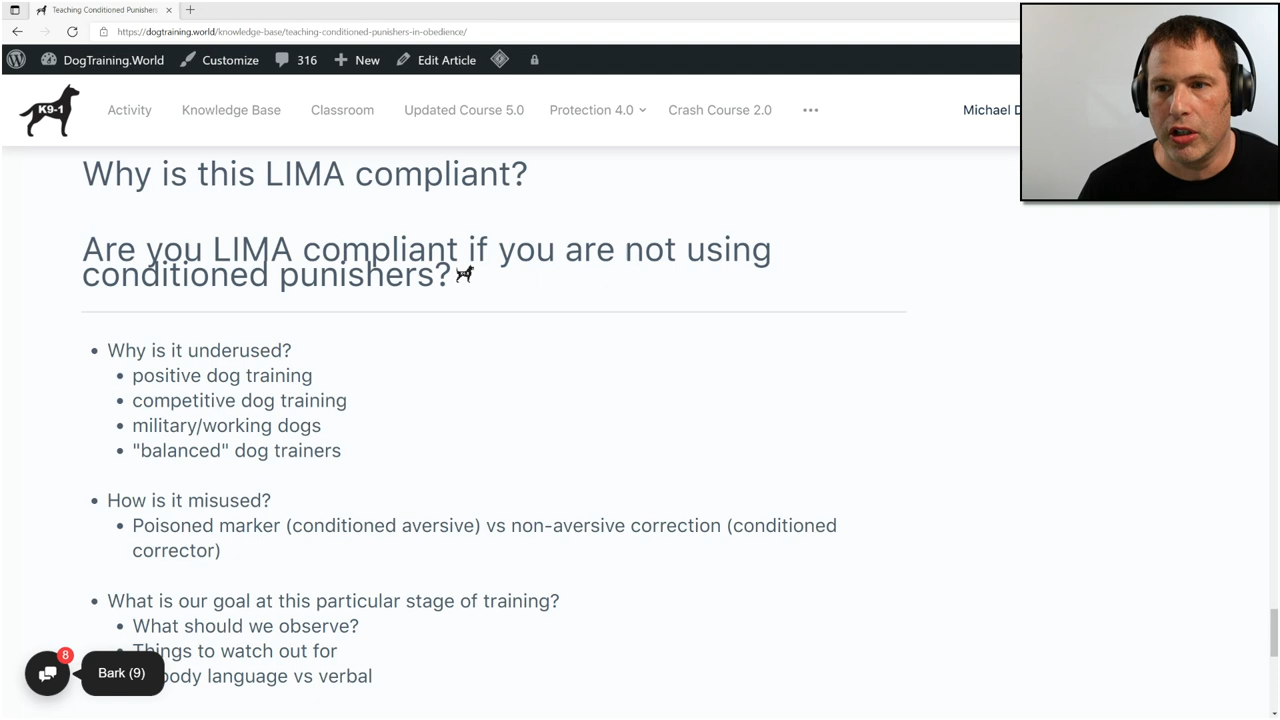 Teaching Conditioned Punishers
https://dogtraining.world/knowledge-base/teaching-conditioned-punishers-in-obedience/
DogTraining.World
Customize
316
New
Edit Article
K9-1
Activity
Knowledge Base
Classroom
Updated Course 5.0
Protection 4.0
Crash Course 2.0
Michael D
Why is this LIMA compliant?
Are you LIMA compliant if you are not using
conditioned punishers?
Why is it underused?
positive dog training
competitive dog training
military/working dogs
"balanced" dog trainers
How is it misused?
Poisoned marker (conditioned aversive) vs non-aversive correction (conditioned
corrector)
What is our goal at this particular stage of training?
What should we observe?
Things to watch out for
body language vs verbal
8
Bark (9)